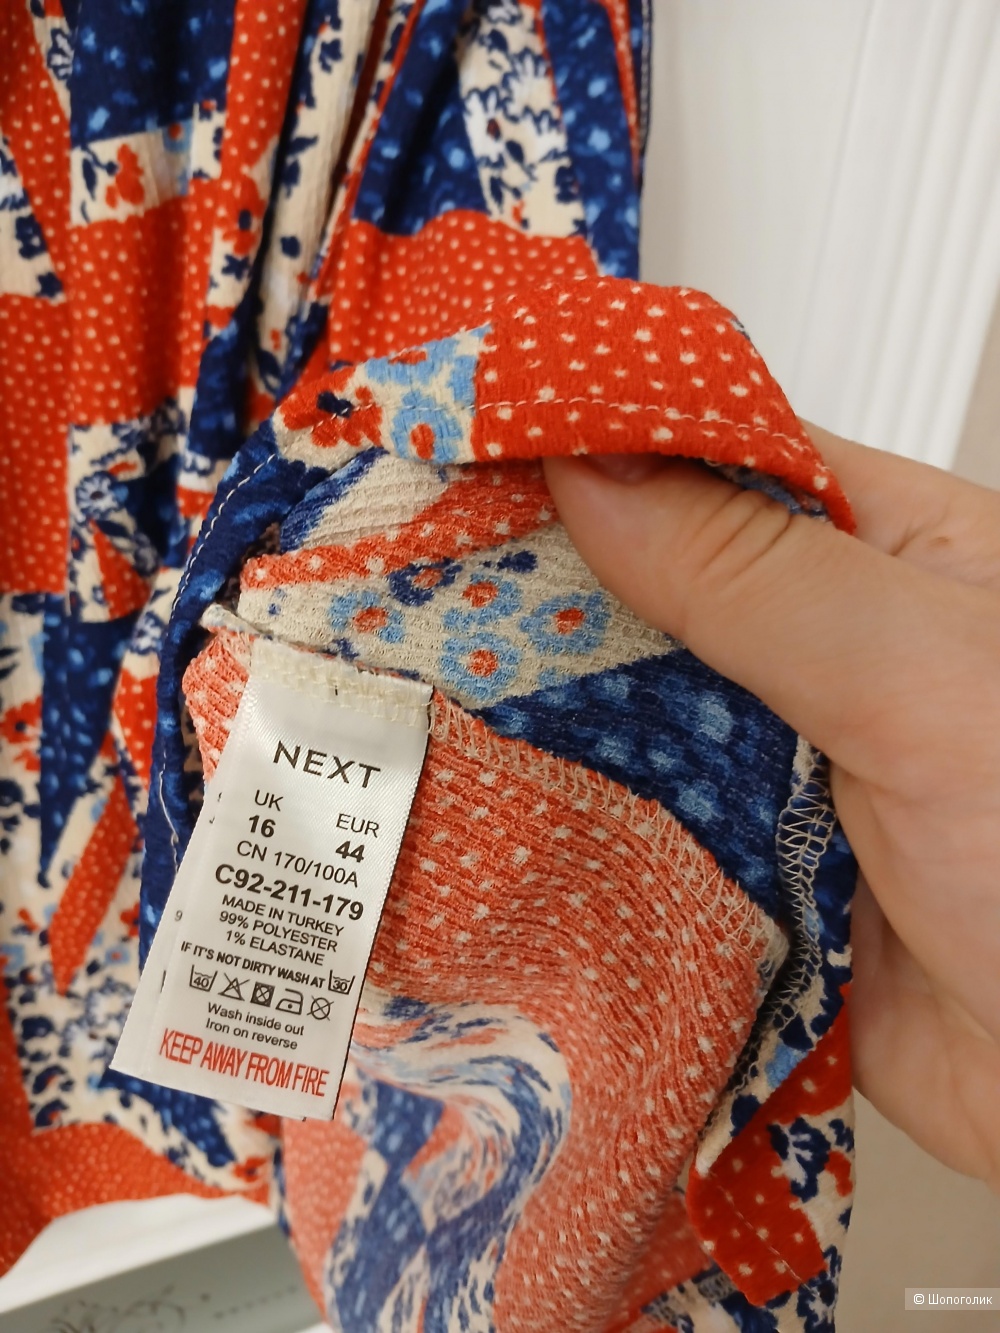 NEXT
UK EUR
16 44
CN 170/100A
C92-211-179
MADE IN TURKEY
99% POLYESTER
1% ELASTANE
IF IT'S NOT DIRTY WASH AT 30
40
Wash inside out
Iron on reverse
KEEP AWAY FROM FIRE
© Шопоголик